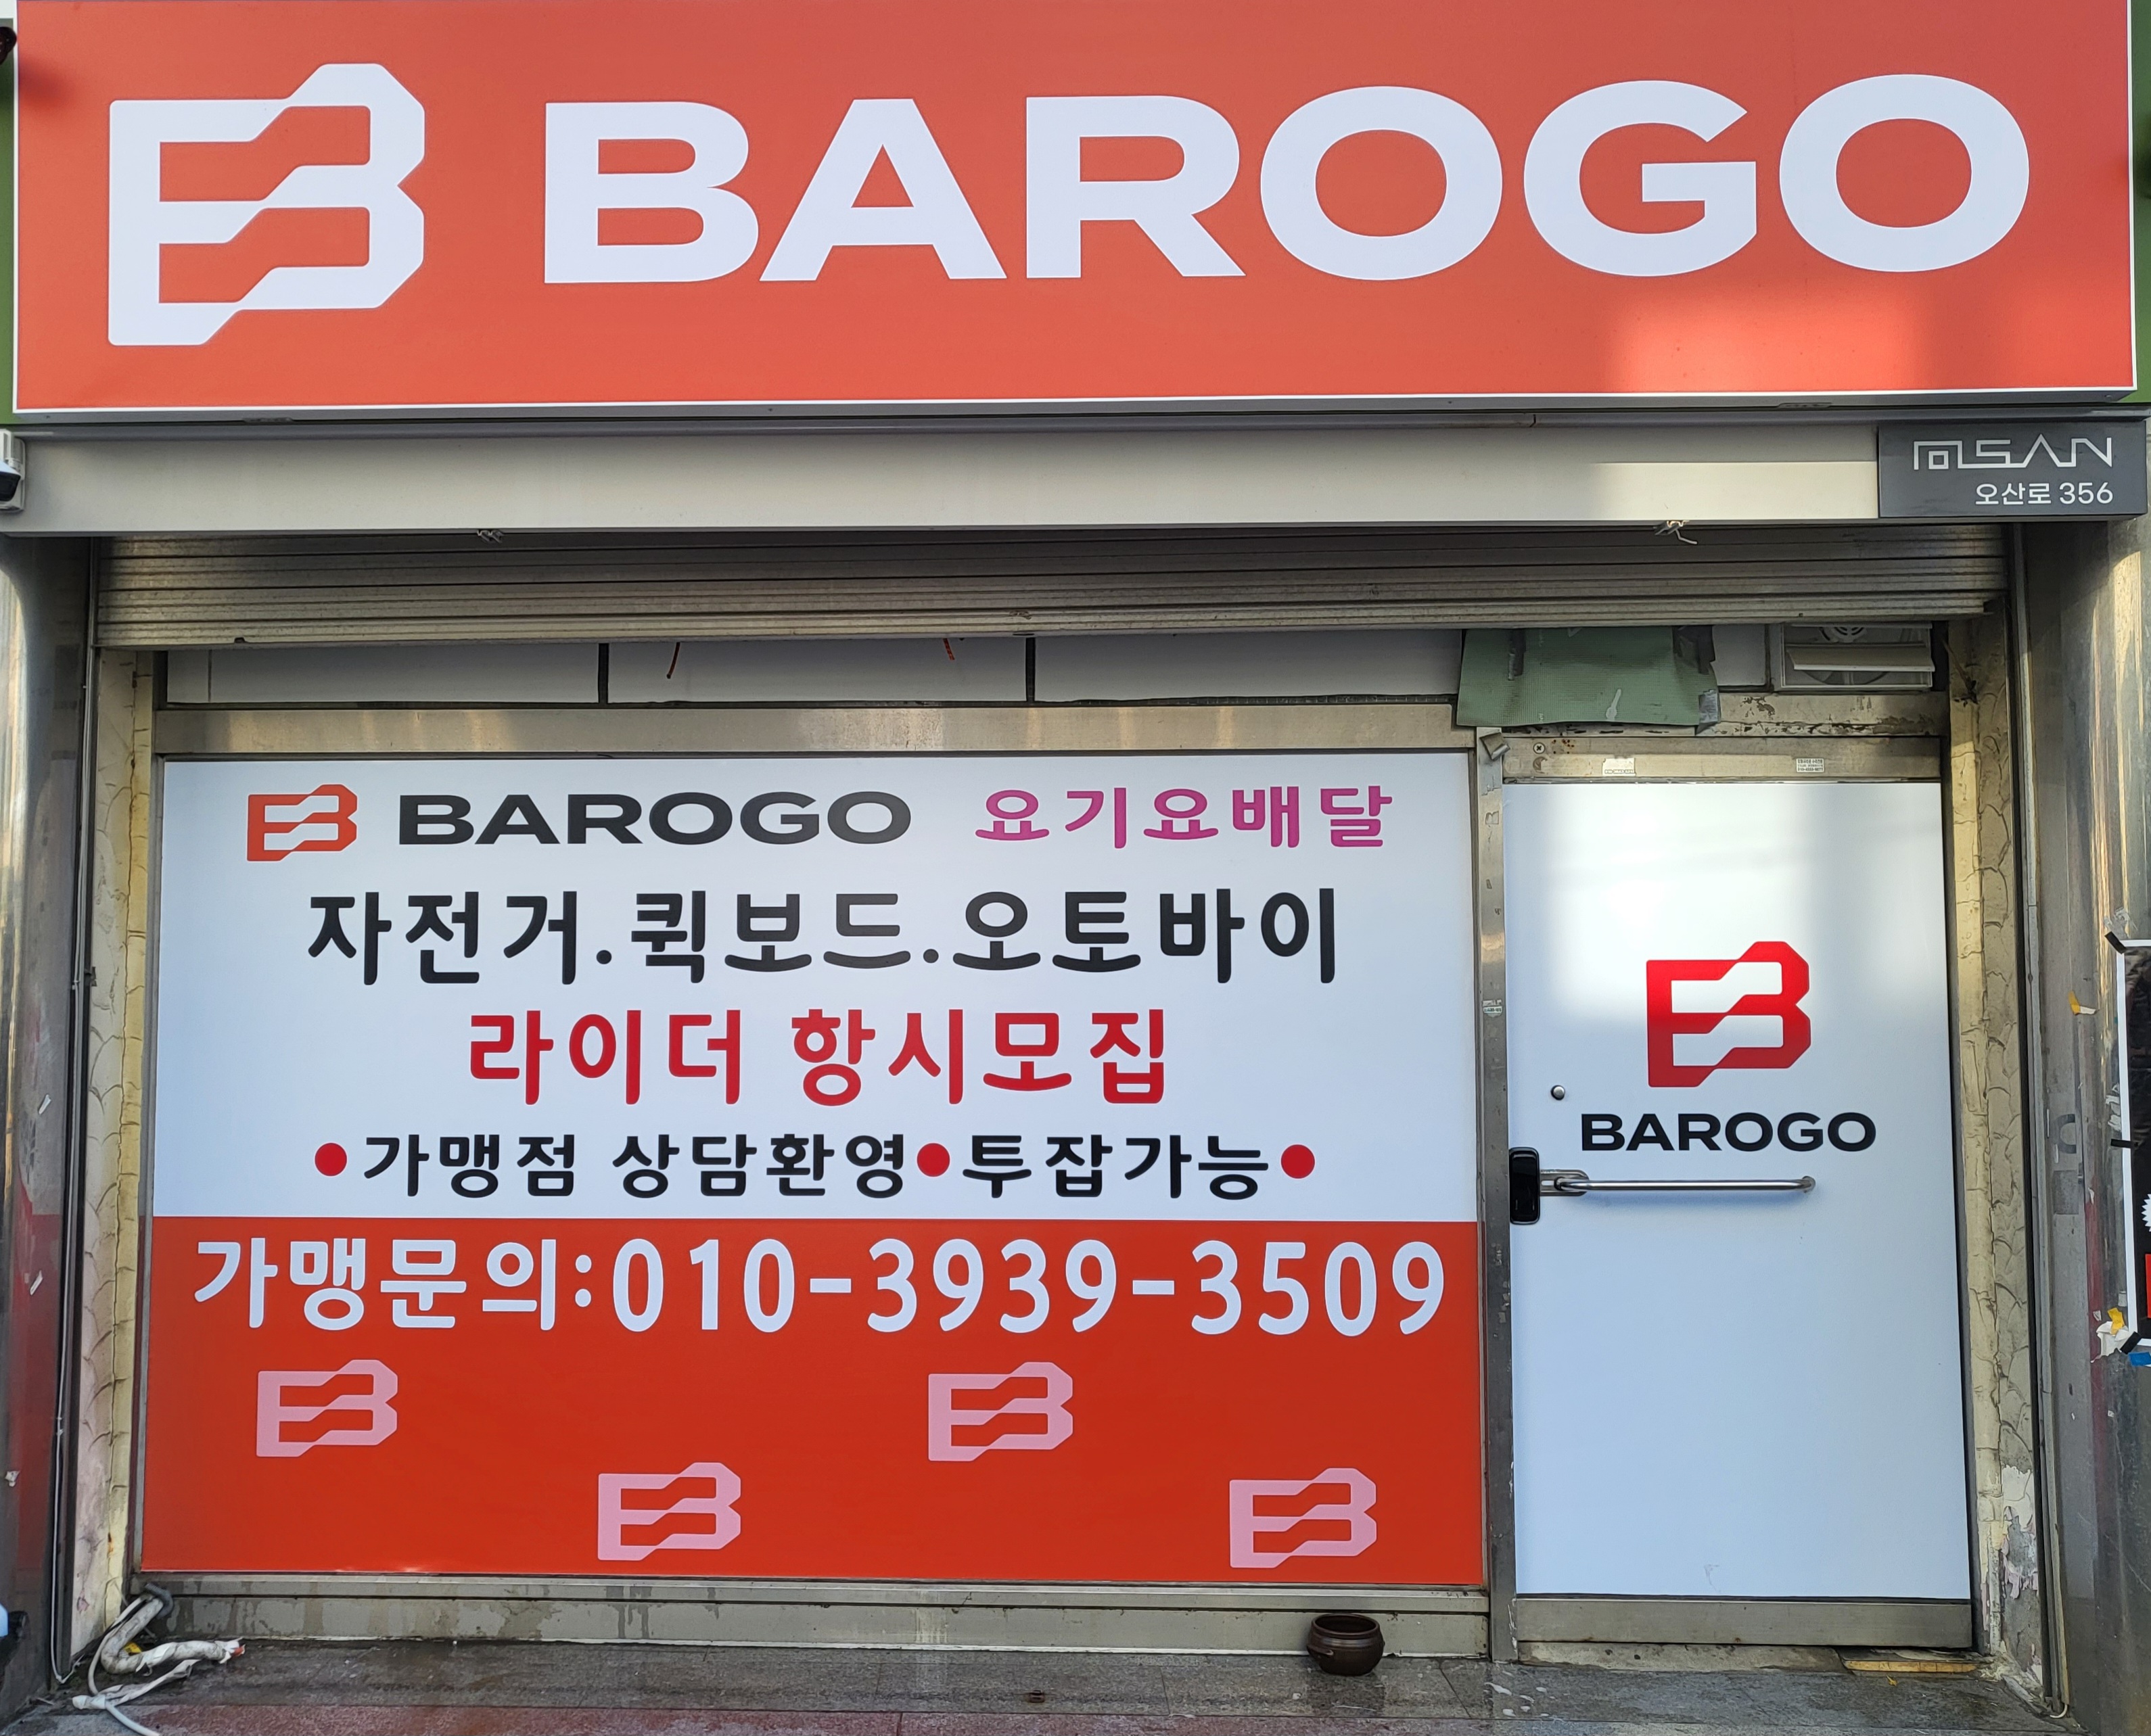 BAROGO
OSAN
오산로 356
BAROGO 요기요배달
자전거.퀵보드.오토바이
라이더 항시모집
●가맹점 상담환영●투잡가능●
가맹문의:010-3939-3509
BAROGO